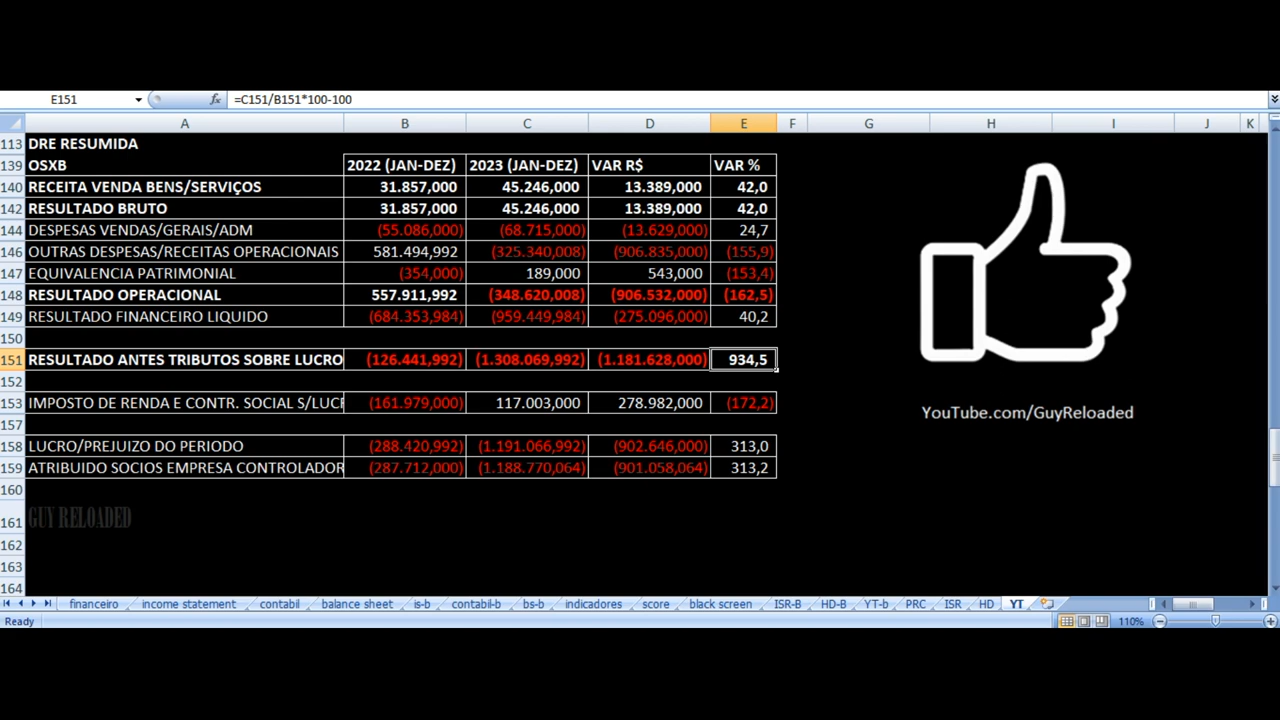 E151 fx =C151/B151*100-100
A B C D E F G H I J K
113 DRE RESUMIDA
139 OSXB 2022 (JAN-DEZ) 2023 (JAN-DEZ) VAR R$ VAR %
140 RECEITA VENDA BENS/SERVIÇOS 31.857,000 45.246,000 13.389,000 42,0
142 RESULTADO BRUTO 31.857,000 45.246,000 13.389,000 42,0
144 DESPESAS VENDAS/GERAIS/ADM (55.086,000) (68.715,000) (13.629,000) 24,7
146 OUTRAS DESPESAS/RECEITAS OPERACIONAIS 581.494,992 (325.340,008) (906.835,000) (155,9)
147 EQUIVALENCIA PATRIMONIAL (354,000) 189,000 543,000 (153,4)
148 RESULTADO OPERACIONAL 557.911,992 (348.620,008) (906.532,000) (162,5)
149 RESULTADO FINANCEIRO LIQUIDO (684.353,984) (959.449,984) (275.096,000) 40,2
150
151 RESULTADO ANTES TRIBUTOS SOBRE LUCRO (126.441,992) (1.308.069,992) (1.181.628,000) 934,5
152
153 IMPOSTO DE RENDA E CONTR. SOCIAL S/LUCR (161.979,000) 117.003,000 278.982,000 (172,2)
YouTube.com/GuyReloaded
157
158 LUCRO/PREJUIZO DO PERIODO (288.420,992) (1.191.066,992) (902.646,000) 313,0
159 ATRIBUIDO SOCIOS EMPRESA CONTROLADOR (287.712,000) (1.188.770,064) (901.058,064) 313,2
160
161 GUY RELOADED
162
163
164
financeiro income statement contabil balance sheet is-b contabil-b bs-b indicadores score black screen ISR-B HD-B YT-b PRC ISR HD YT
Ready 110%